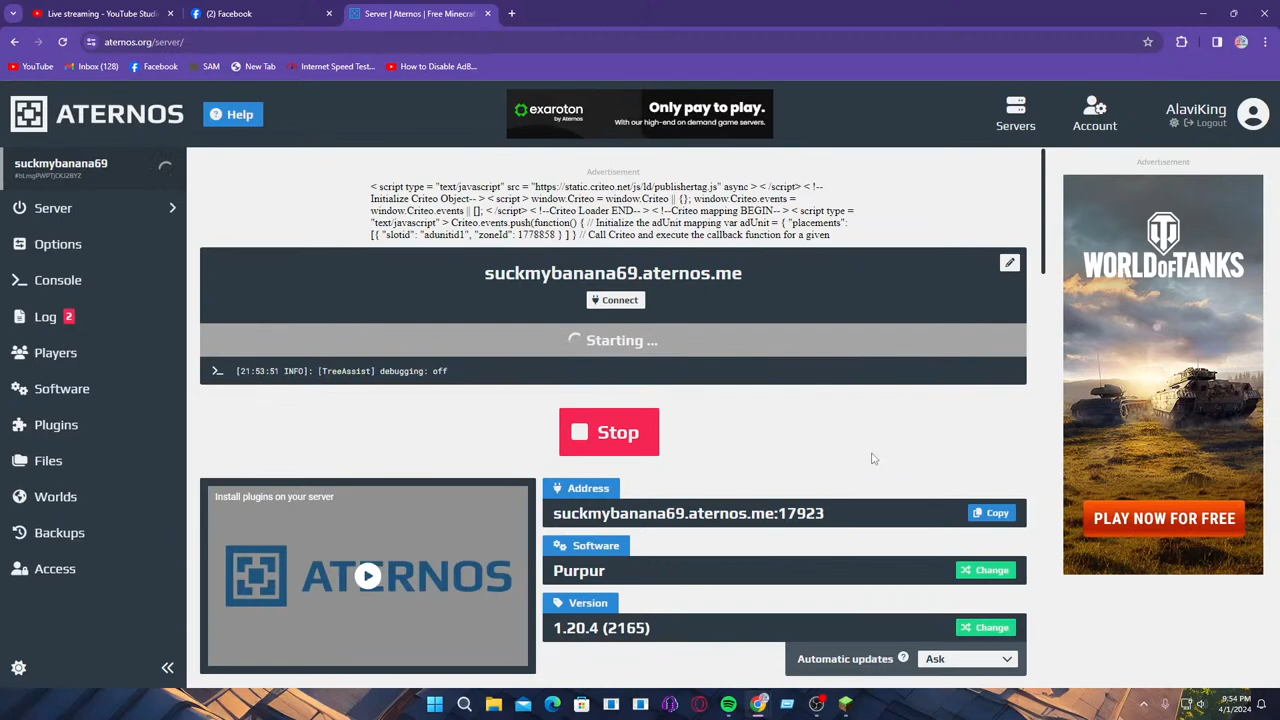 Live streaming - YouTube Studi
(2) Facebook
Server | Aternos | Free Minecraf
aternos.org/server/
YouTube
Inbox (128)
Facebook
SAM
New Tab
Internet Speed Test...
How to Disable AdB...
ATERNOS
Help
exaroton
by Aternos
Only pay to play.
With our high-end on demand game servers.
Servers
Account
AlaviKing
Logout
suckmybanana69
Server
Options
Console
Log 2
Players
Software
Plugins
Files
Worlds
Backups
Access
Advertisement
< script type = "text/javascript" src = "https://static.criteo.net/js/ld/publishertag.js" async > < /script> < !--
Initialize Criteo Object-- > < script > window.Criteo = window.Criteo || {}; window.Criteo.events =
window.Criteo.events || []; < /script> < !--Criteo Loader END-- > < !--Criteo mapping BEGIN-- > < script type =
"text/javascript" > Criteo.events.push(function() { // Initialize the adUnit mapping var adUnit = { "placements":
[{ "slotid": "adunitid1", "zoneId": 1778858 } ] } // Call Criteo and execute the callback function for a given
suckmybanana69.aternos.me
Connect
Starting ...
[21:53:51 INFO]: [TreeAssist] debugging: off
Stop
Install plugins on your server
ATERNOS
Address
suckmybanana69.aternos.me:17923
Copy
Software
Purpur
Change
Version
1.20.4 (2165)
Change
Automatic updates
Ask
Advertisement
WORLD OF TANKS
PLAY NOW FOR FREE
9:54 PM
4/1/2024